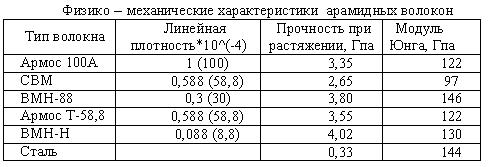 Физико – механические характеристики арамидных волокон
Тип волокна Линейная плотность*10^(-4) Прочность при растяжении, Гпа Модуль Юнга, Гпа
Армос 100А 1 (100) 3,35 122
СВМ 0,588 (58,8) 2,65 97
ВМН-88 0,3 (30) 3,80 146
Армос Т-58,8 0,588 (58,8) 3,55 122
ВМН-Н 0,088 (8,8) 4,02 130
Сталь 0,33 144